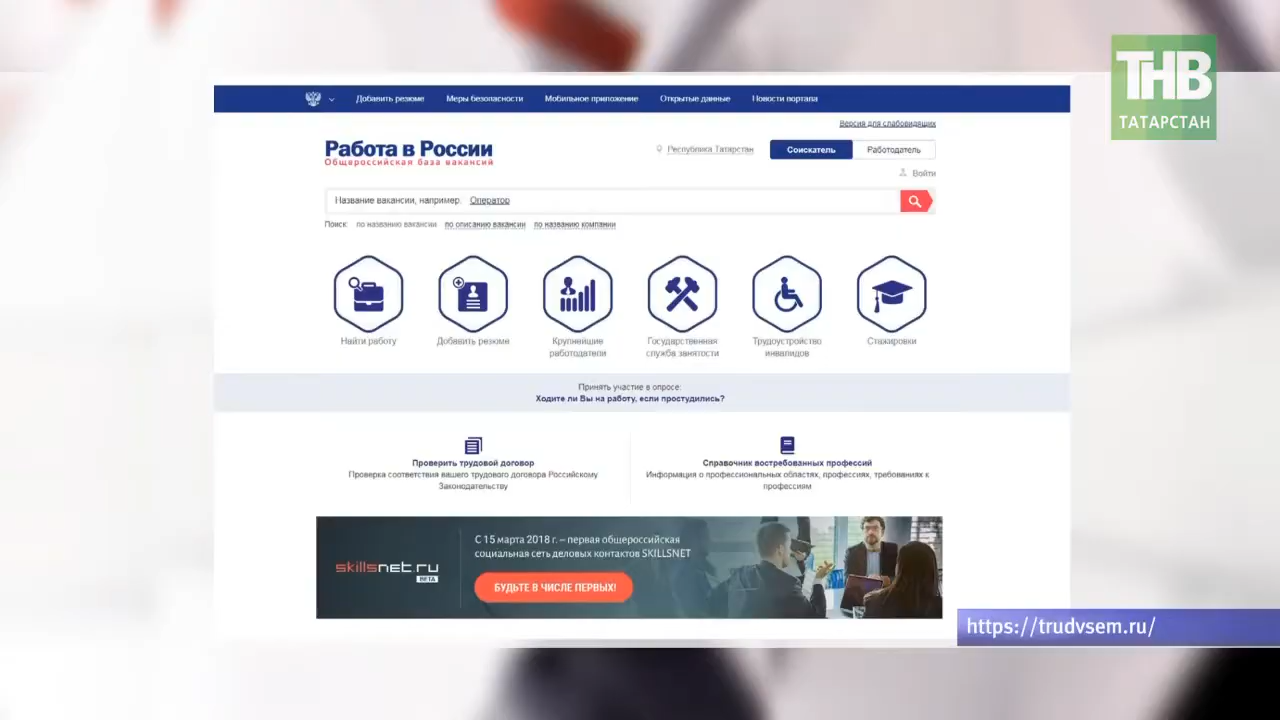 ТНВ
ТАТАРСТАН
Добавить резюме Меры безопасности Мобильное приложение Открытые данные Новости портала
Версия для слабовидящих
Работа в России
Общероссийская база вакансий
Республика Татарстан Соискатель Работодатель
Войти
Название вакансии, например, Оператор
Поиск: по названию вакансии по описанию вакансии по названию компании
Найти работу Добавить резюме Крупнейшие работодатели Государственная служба занятости Трудоустройство инвалидов Стажировки
Принять участие в опросе:
Ходите ли Вы на работу, если простудились?
Проверить трудовой договор
Проверка соответствия вашего трудового договора Российскому
Законодательству
Справочник востребованных профессий
Информация о профессиональных областях, профессиях, требованиях к
профессиям
skillsnet.ru
BETA
С 15 марта 2018 г. – первая общероссийская
социальная сеть деловых контактов SKILLSNET
БУДЬТЕ В ЧИСЛЕ ПЕРВЫХ!
https://trudvsem.ru/